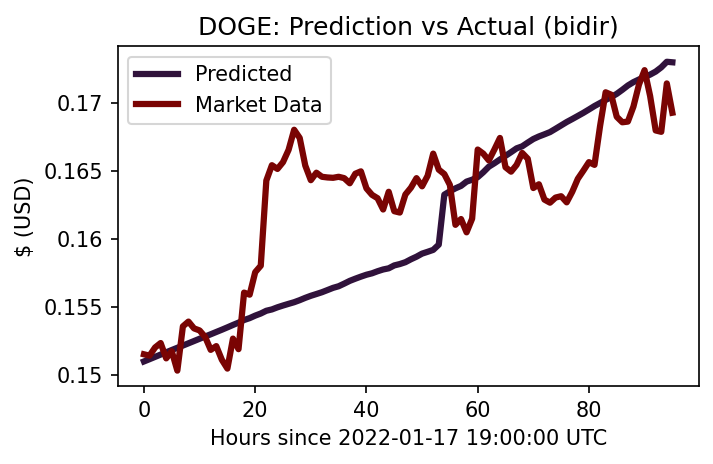 DOGE: Prediction vs Actual (bidir)
Predicted
Market Data
0.17
0.165
0.16
0.155
0.15
$ (USD)
0 20 40 60 80
Hours since 2022-01-17 19:00:00 UTC